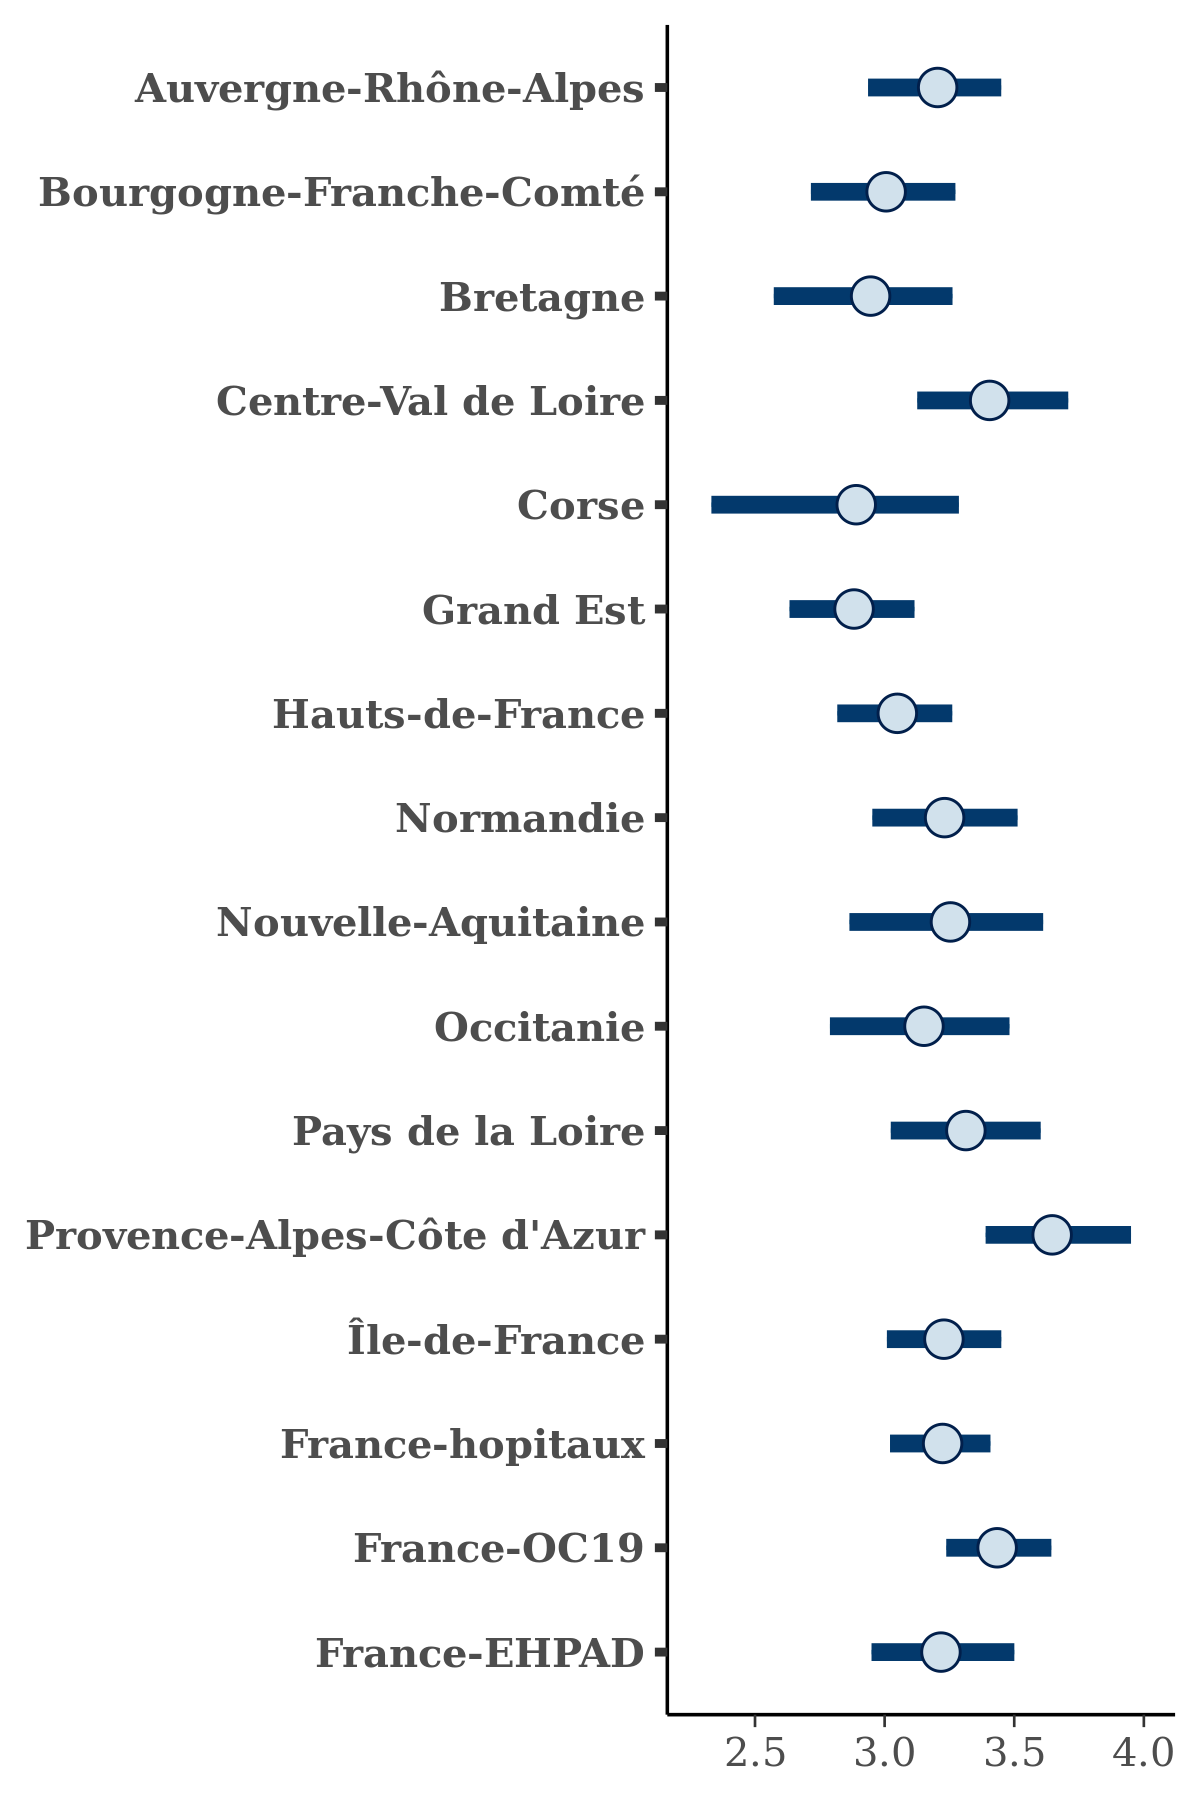 Auvergne-Rhône-Alpes
Bourgogne-Franche-Comté
Bretagne
Centre-Val de Loire
Corse
Grand Est
Hauts-de-France
Normandie
Nouvelle-Aquitaine
Occitanie
Pays de la Loire
Provence-Alpes-Côte d'Azur
Île-de-France
France-hopitaux
France-OC19
France-EHPAD
2.5 3.0 3.5 4.0